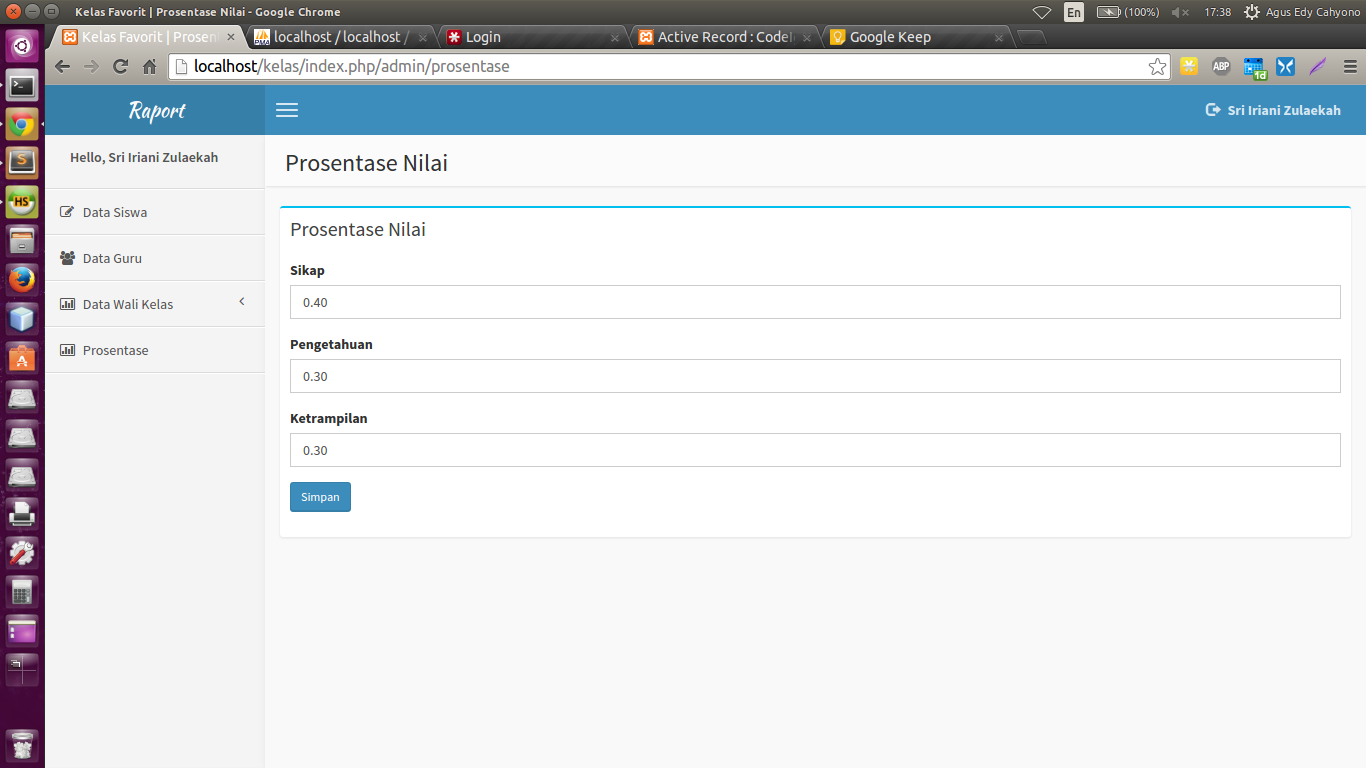 Kelas Favorit | Prosentase Nilai - Google Chrome
En
(100%)
17:38
Agus Edy Cahyono
Kelas Favorit | Prosen
localhost / localhost /
Login
Active Record : CodeI
Google Keep
localhost/kelas/index.php/admin/prosentase
ABP
1d
Raport
Sri Iriani Zulaekah
Hello, Sri Iriani Zulaekah
Data Siswa
Data Guru
Data Wali Kelas
Prosentase
Prosentase Nilai
Prosentase Nilai
Sikap
0.40
Pengetahuan
0.30
Ketrampilan
0.30
Simpan
HS